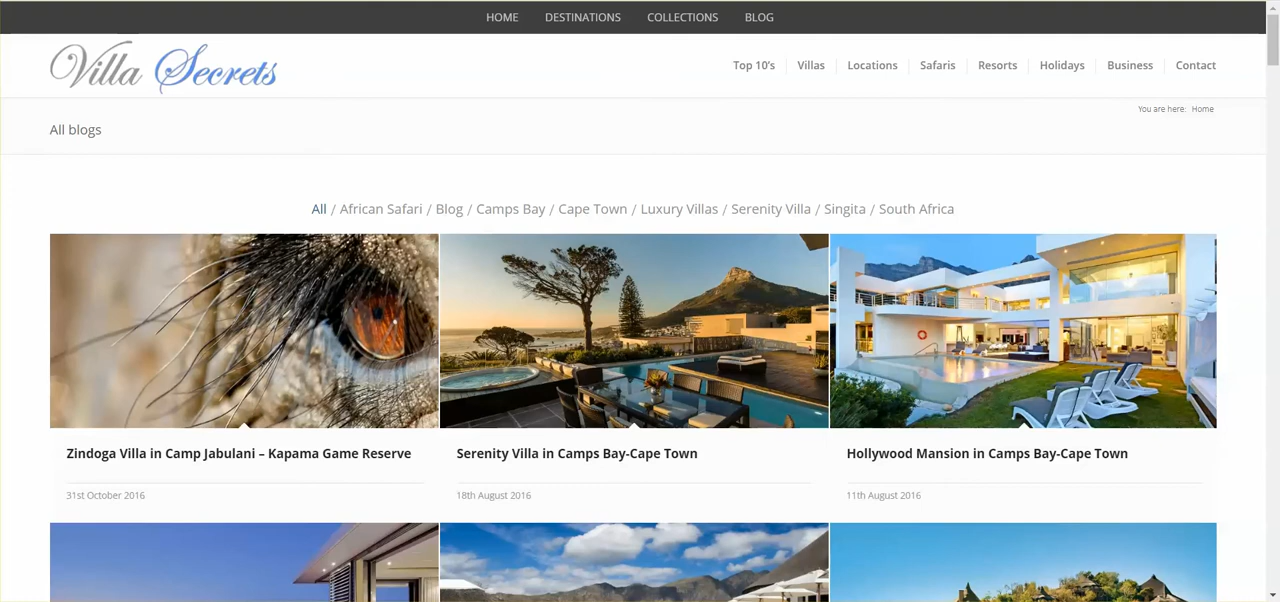 HOME DESTINATIONS COLLECTIONS BLOG
Villa Secrets
Top 10's Villas Locations Safaris Resorts Holidays Business Contact
You are here: Home
All blogs
All / African Safari / Blog / Camps Bay / Cape Town / Luxury Villas / Serenity Villa / Singita / South Africa
Zindoga Villa in Camp Jabulani – Kapama Game Reserve
31st October 2016
Serenity Villa in Camps Bay-Cape Town
18th August 2016
Hollywood Mansion in Camps Bay-Cape Town
11th August 2016